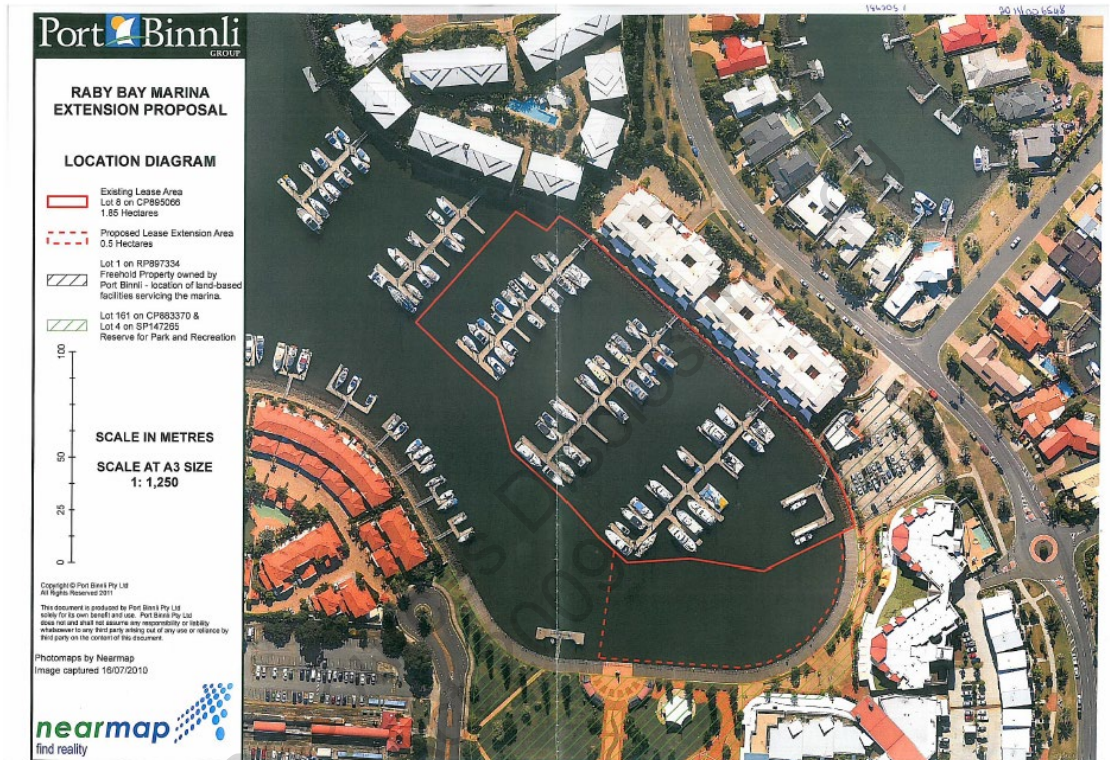 Port Binnli
GROUP
RABY BAY MARINA
EXTENSION PROPOSAL
LOCATION DIAGRAM
Existing Lease Area
Lot 8 on CP895066
1.85 Hectares
Proposed Lease Extension Area
0.5 Hectares
Lot 1 on RP897334
Freehold Property owned by
Port Binnli - location of land-based
facilities servicing the marina.
Lot 161 on CP883370 &
Lot 4 on SP147265
Reserve for Park and Recreation
100
50
25
0
SCALE IN METRES
SCALE AT A3 SIZE
1: 1,250
Copyright © Port Binnli Pty Ltd
All Rights Reserved 2011
This document is produced by Port Binnli Pty Ltd
solely for its own benefit and use. Port Binnli Pty Ltd
does not and shall not assume any responsibility or liability
whatsoever to any third party arising out of any use or reliance by
third party on the content of this document.
Photomaps by Nearmap
Image captured 16/07/2010
nearmap
find reality